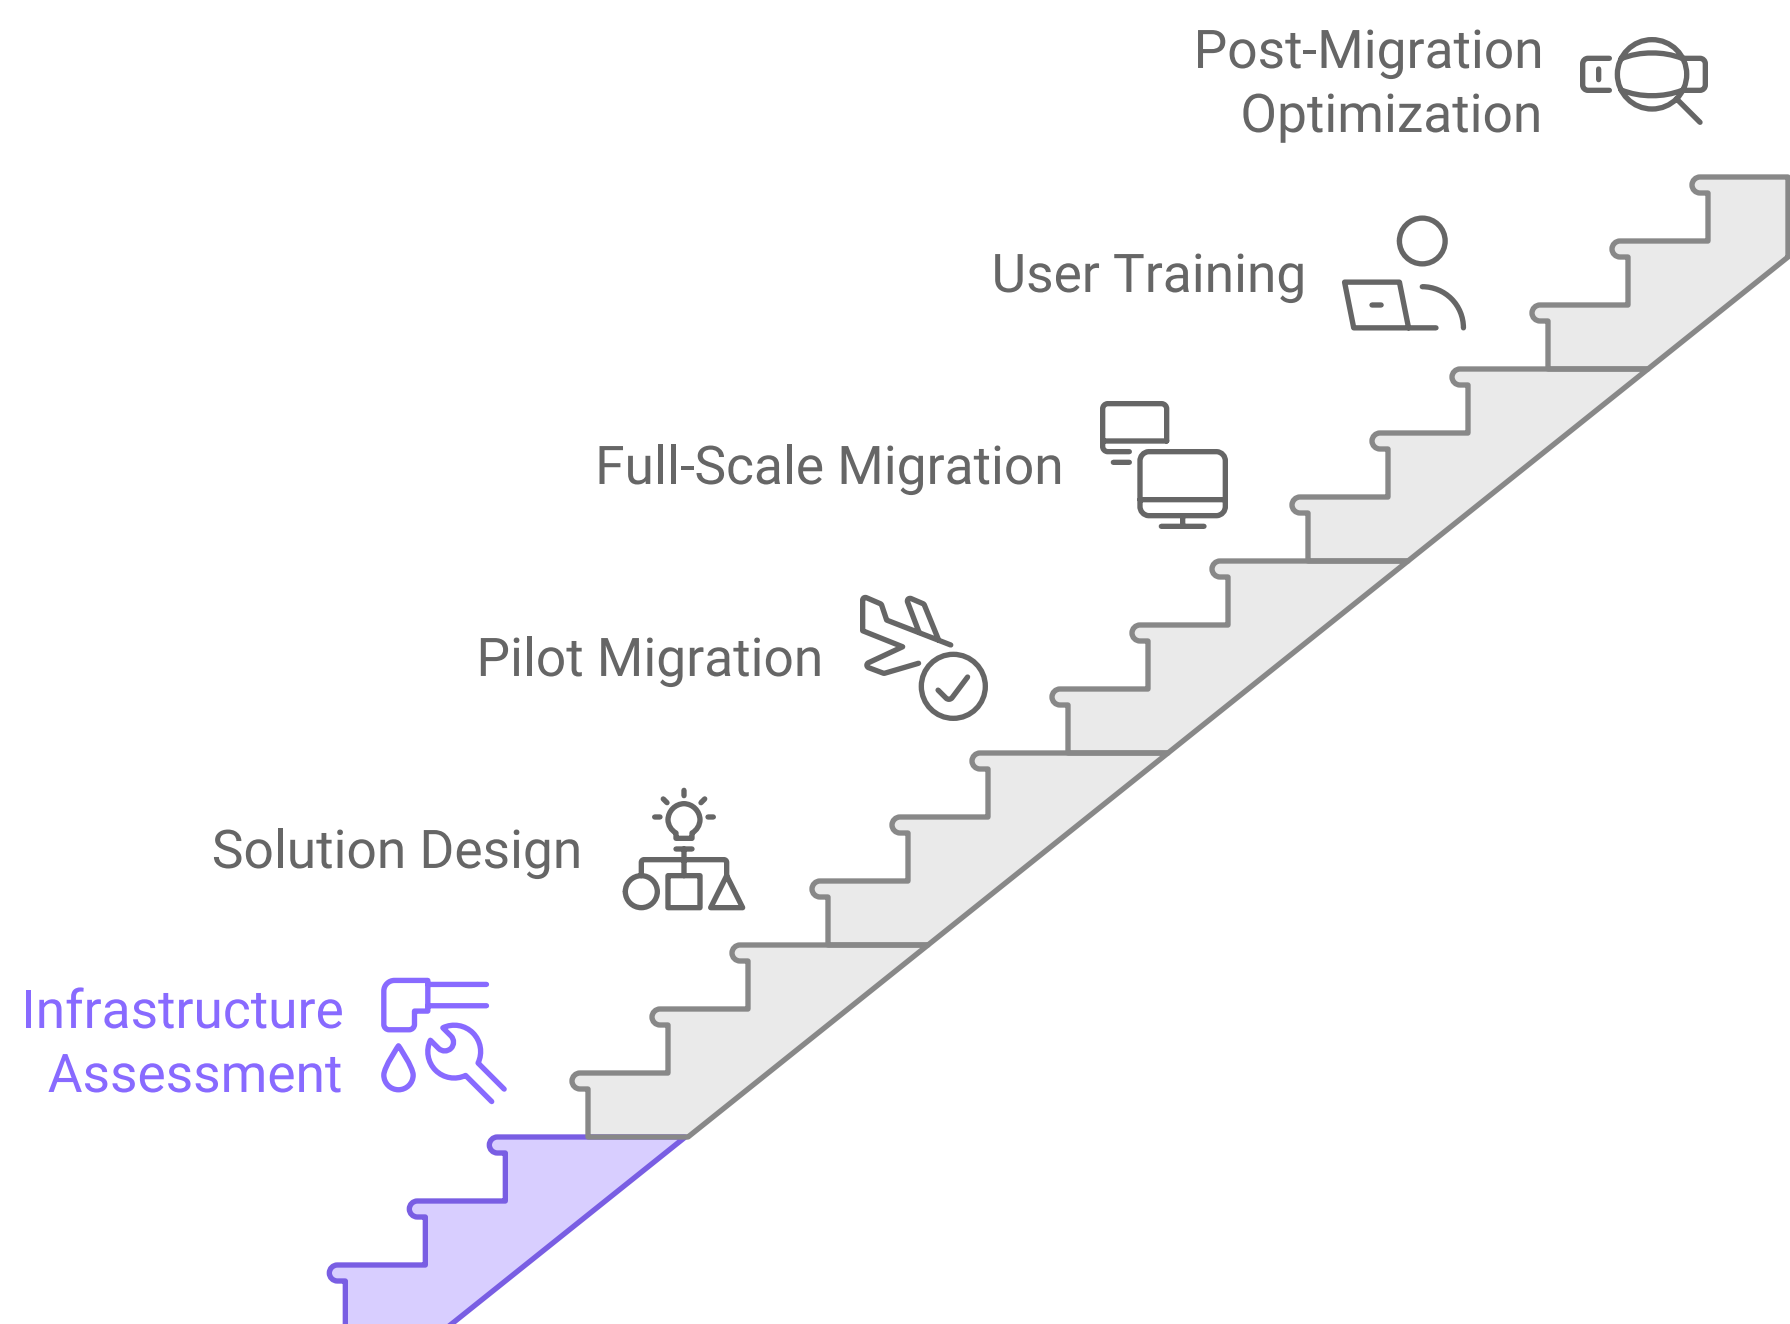 Post-Migration
Optimization
User Training
Full-Scale Migration
Pilot Migration
Solution Design
Infrastructure
Assessment